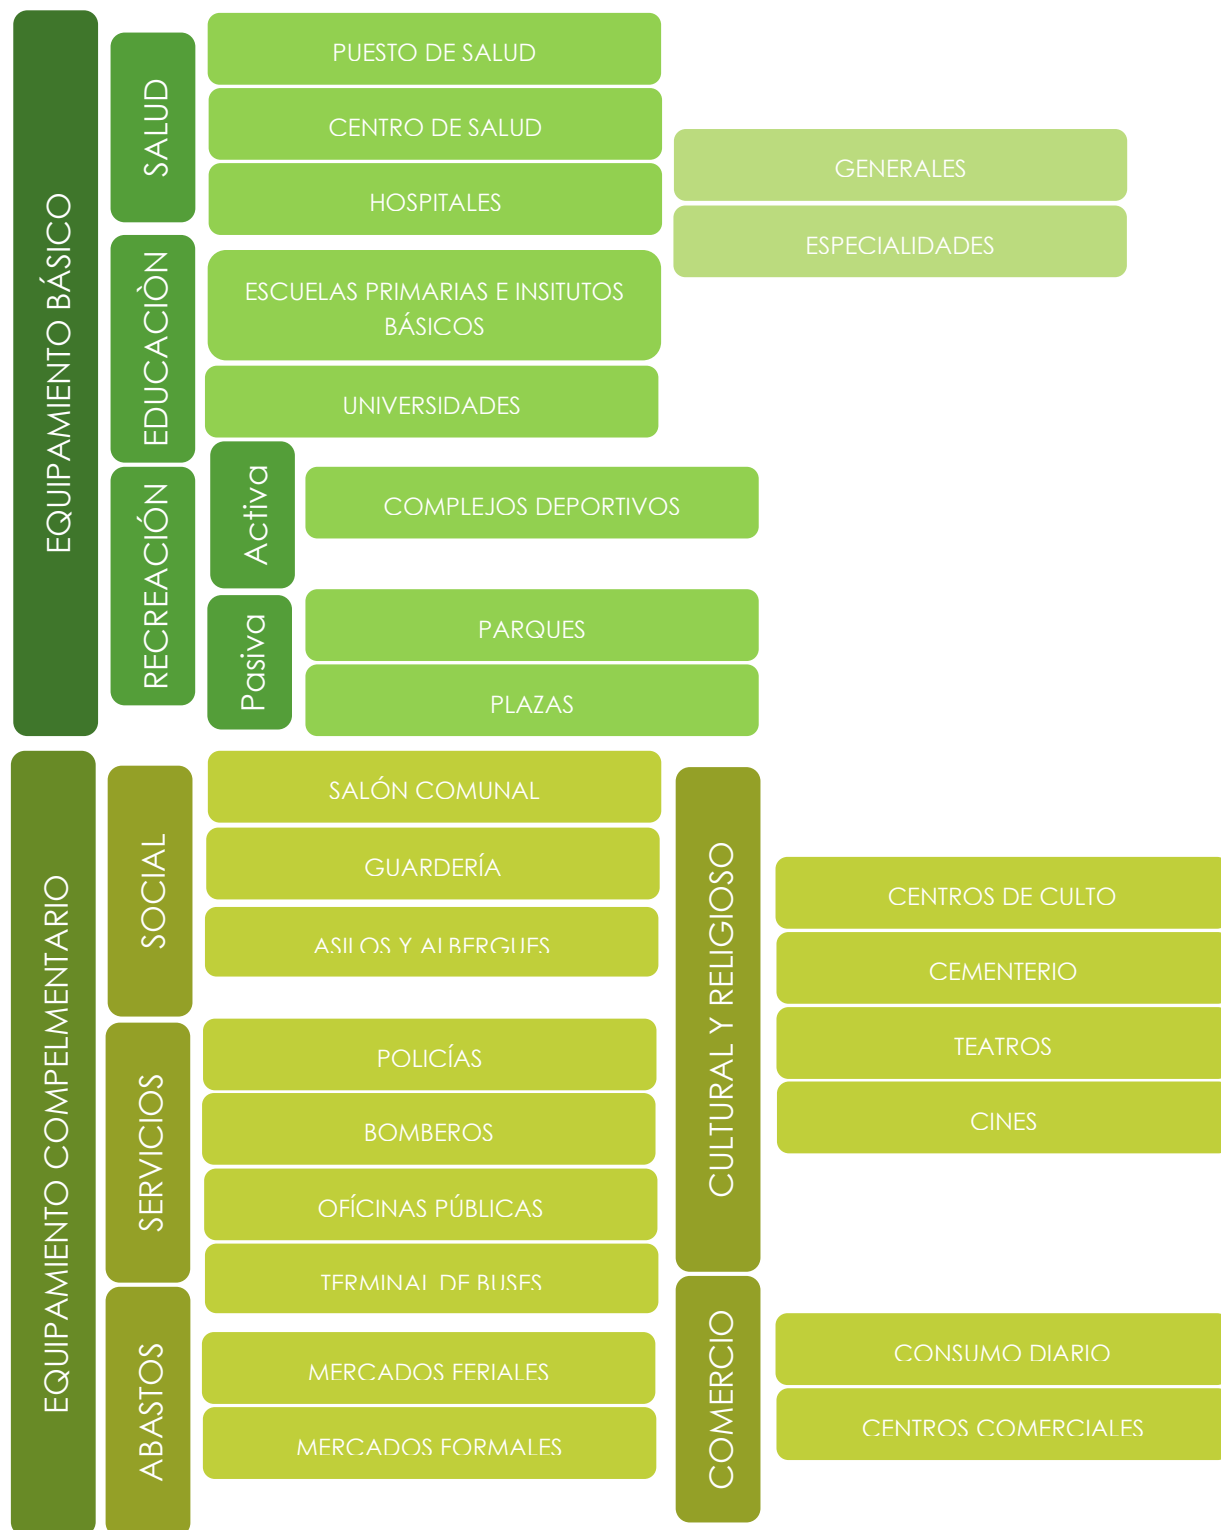 EQUIPAMIENTO BÁSICO
SALUD
PUESTO DE SALUD
CENTRO DE SALUD
HOSPITALES
GENERALES
ESPECIALIDADES
EDUCACIÒN
ESCUELAS PRIMARIAS E INSITUTOS
BÁSICOS
UNIVERSIDADES
RECREACIÓN
Activa
COMPLEJOS DEPORTIVOS
Pasiva
PARQUES
PLAZAS
EQUIPAMIENTO COMPELMENTARIO
SOCIAL
SALÓN COMUNAL
GUARDERÍA
ASILOS Y ALBERGUES
SERVICIOS
POLICÍAS
BOMBEROS
OFÍCINAS PÚBLICAS
TERMINAL DE BUSES
ABASTOS
MERCADOS FERIALES
MERCADOS FORMALES
CULTURAL Y RELIGIOSO
CENTROS DE CULTO
CEMENTERIO
TEATROS
CINES
COMERCIO
CONSUMO DIARIO
CENTROS COMERCIALES